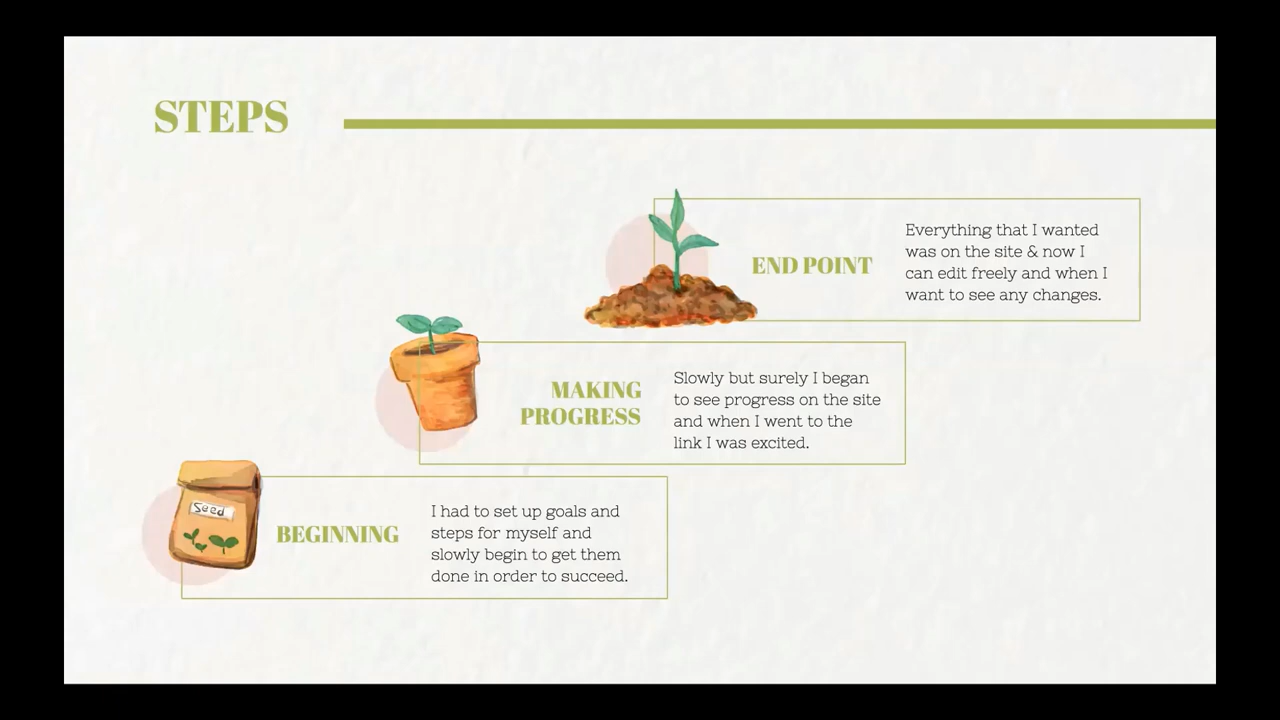 STEPS
END POINT
Everything that I wanted
was on the site & now I
can edit freely and when I
want to see any changes.
MAKING
PROGRESS
Slowly but surely I began
to see progress on the site
and when I went to the
link I was excited.
Seed
BEGINNING
I had to set up goals and
steps for myself and
slowly begin to get them
done in order to succeed.